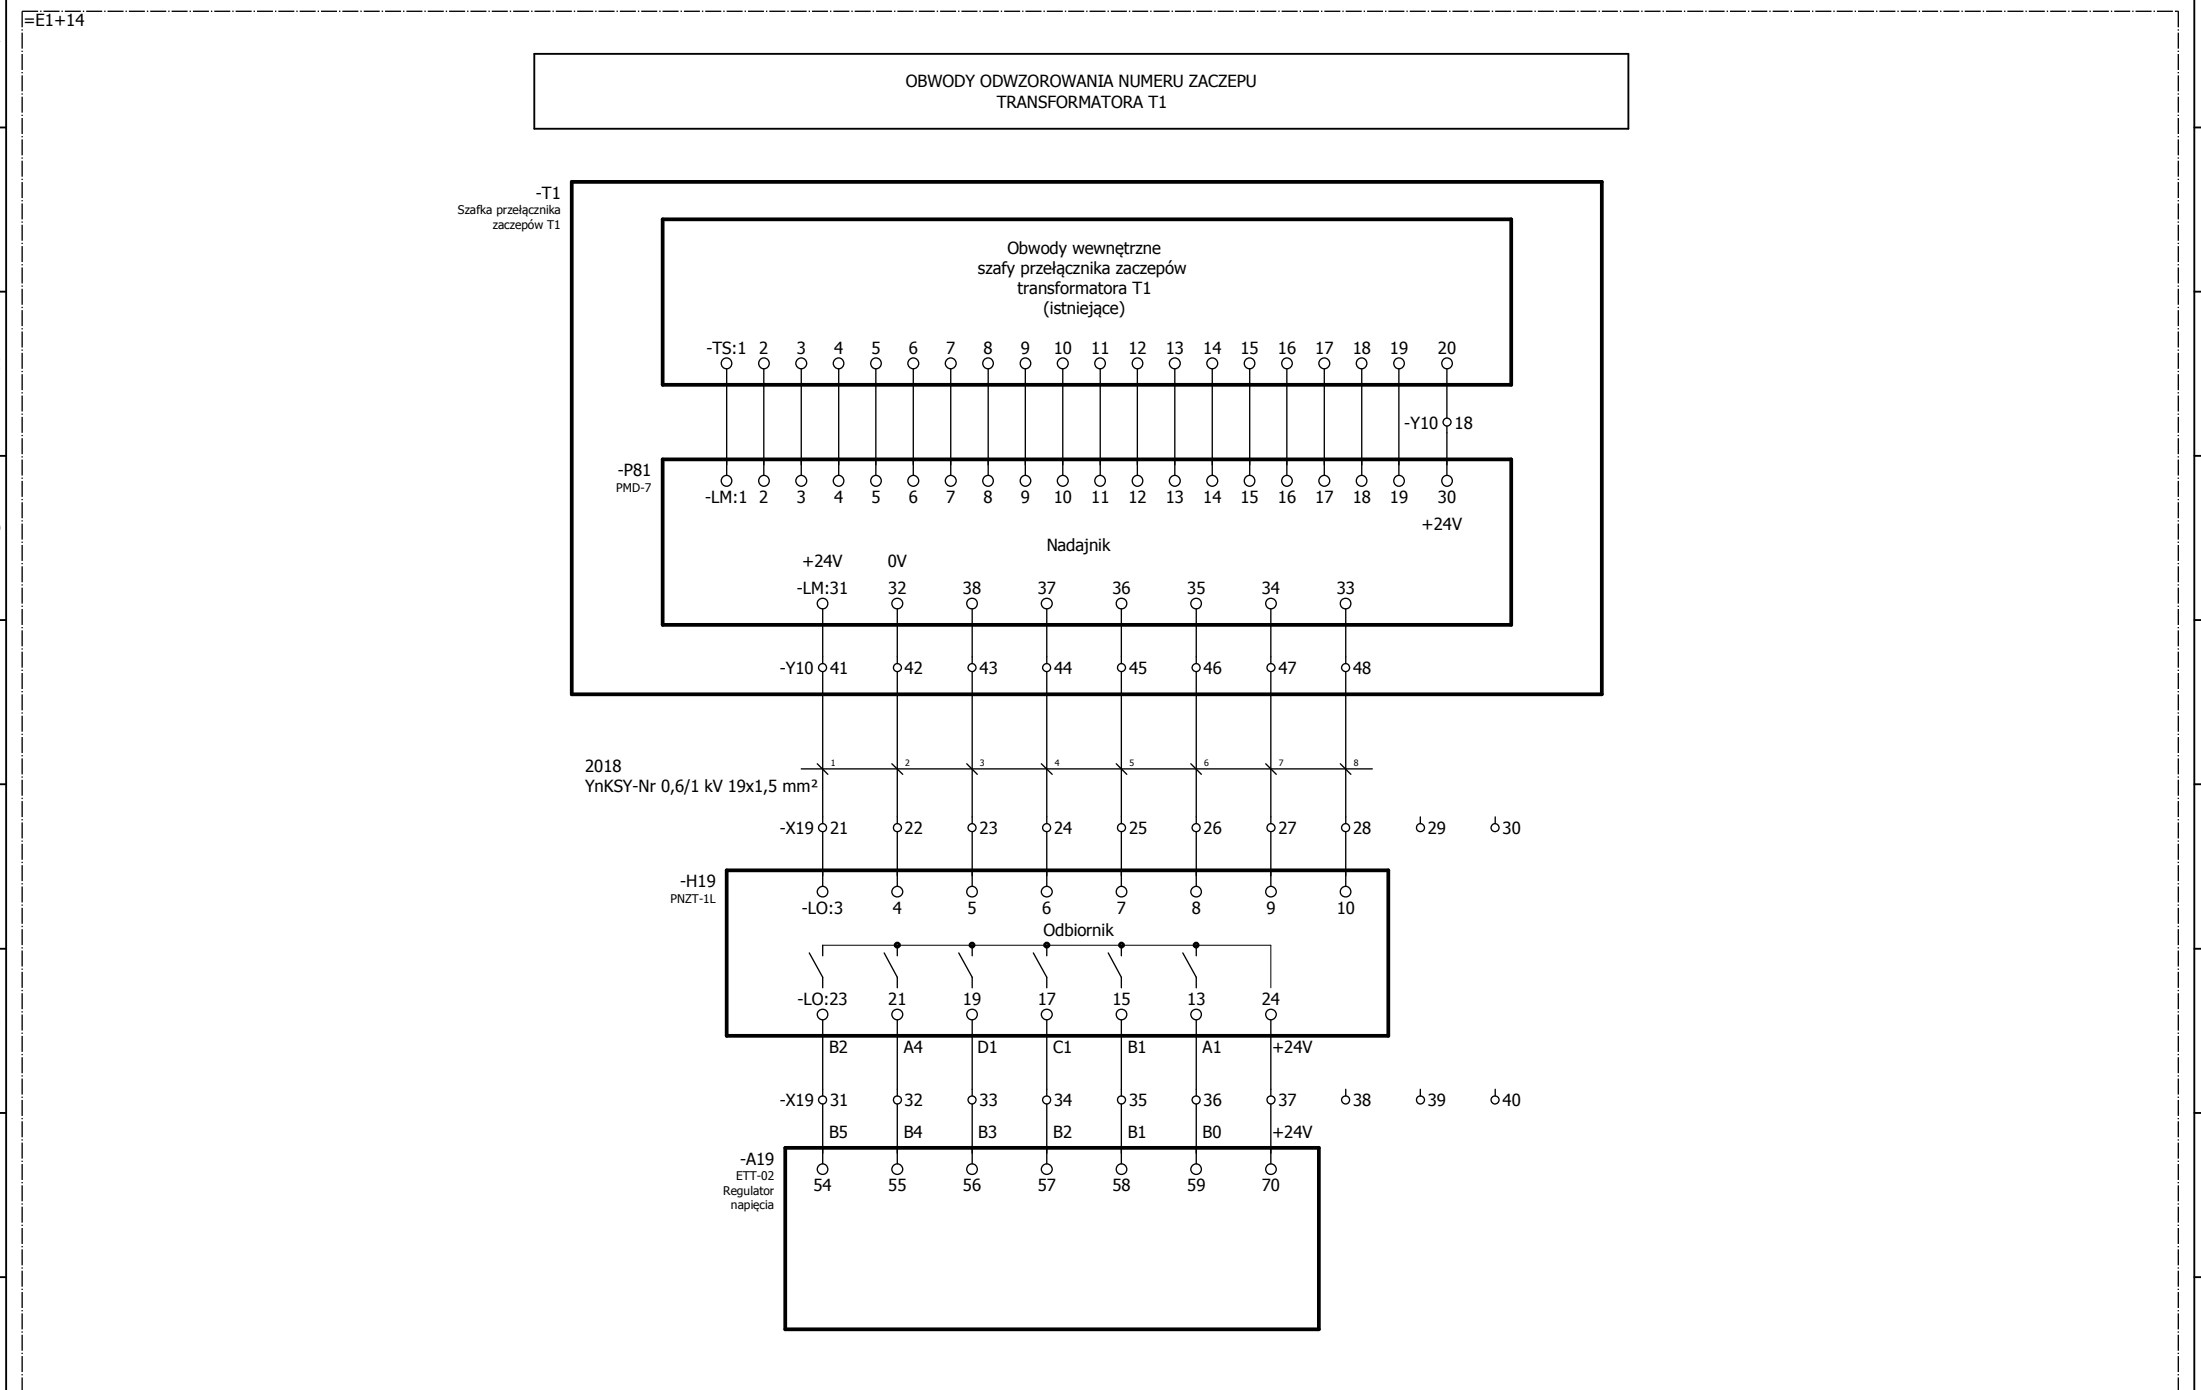 =E1+14
OBWODY ODWZOROWANIA NUMERU ZACZEPU
TRANSFORMATORA T1
-T1
Szafka przełącznika
zaczepów T1
Obwody wewnętrzne
szafy przełącznika zaczepów
transformatora T1
(istniejące)
-TS:1 2 3 4 5 6 7 8 9 10 11 12 13 14 15 16 17 18 19 20
-Y10 18
-P81
PMD-7
-LM:1 2 3 4 5 6 7 8 9 10 11 12 13 14 15 16 17 18 19 30
+24V
Nadajnik
+24V 0V
-LM:31 32 38 37 36 35 34 33
-Y10 41 42 43 44 45 46 47 48
2018
YnKSY-Nr 0,6/1 kV 19x1,5 mm²
1 2 3 4 5 6 7 8
-X19 21 22 23 24 25 26 27 28 29 30
-H19
PNZT-1L
-LO:3 4 5 6 7 8 9 10
Odbiornik
-LO:23 21 19 17 15 13 24
B2 A4 D1 C1 B1 A1 +24V
-X19 31 32 33 34 35 36 37 38 39 40
B5 B4 B3 B2 B1 B0 +24V
-A19
ETT-02
Regulator
napięcia
54 55 56 57 58 59 70